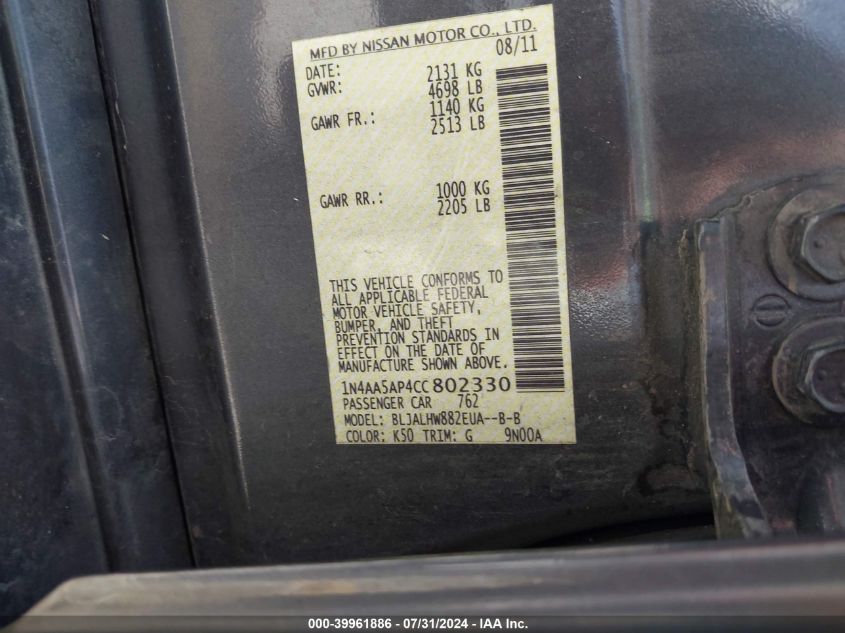 MFD BY NISSAN MOTOR CO., LTD.
08/11
DATE: 2131 KG
GVWR: 4698 LB
GAWR FR.: 1140 KG
2513 LB
GAWR RR.: 1000 KG
2205 LB
THIS VEHICLE CONFORMS TO
ALL APPLICABLE FEDERAL
MOTOR VEHICLE SAFETY,
BUMPER, AND THEFT
PREVENTION STANDARDS IN
EFFECT ON THE DATE OF
MANUFACTURE SHOWN ABOVE.
1N4AA5AP4CC802330
PASSENGER CAR 762
MODEL: BLJALHW882EUA--B-B
COLOR: K50 TRIM: G 9N00A
000-39961886 - 07/31/2024 - Copyright © 2024 IAA, Inc.